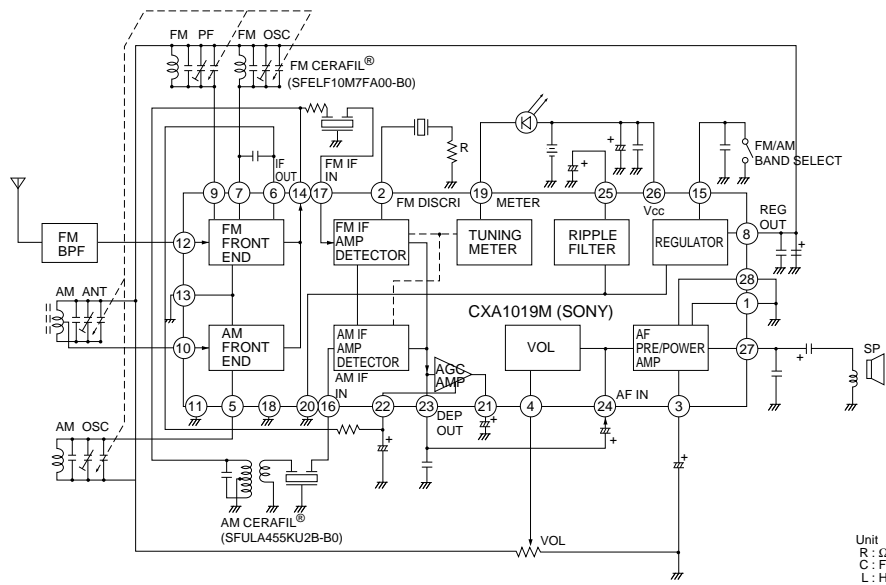 FM PF FM OSC
FM CERAFIL®
(SFELF10M7FA00-B0)
R
FM/AM
BAND SELECT
IF
OUT
FM IF
IN
9 7 6 14 17 2 FM DISCRI 19 METER 25 26 15
Vcc
REG
OUT
FM
BPF
12
FM
FRONT
END
FM IF
AMP
DETECTOR
TUNING
METER
RIPPLE
FILTER
REGULATOR
8
28
1
13
AM ANT
CXA1019M (SONY)
10
AM
FRONT
END
AM IF
AMP
DETECTOR
VOL
AF
PRE/POWER
AMP
27
SP
AGC
AMP
AM IF
IN
11 5 18 20 16 22 23 21 4 24 3
DEP
OUT
AF IN
AM OSC
AM CERAFIL®
(SFULA455KU2B-B0)
VOL
Unit
R : Ω
C : F
L : H